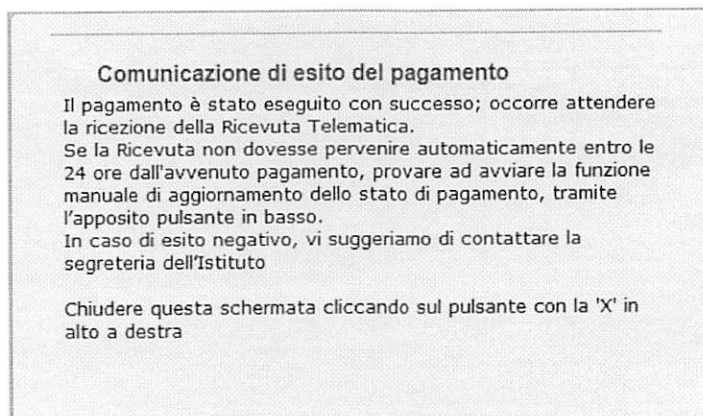 Comunicazione di esito del pagamento
Il pagamento è stato eseguito con successo; occorre attendere
la ricezione della Ricevuta Telematica.
Se la Ricevuta non dovesse pervenire automaticamente entro le
24 ore dall'avvenuto pagamento, provare ad avviare la funzione
manuale di aggiornamento dello stato di pagamento, tramite
l'apposito pulsante in basso.
In caso di esito negativo, vi suggeriamo di contattare la
segreteria dell'Istituto
Chiudere questa schermata cliccando sul pulsante con la 'X' in
alto a destra